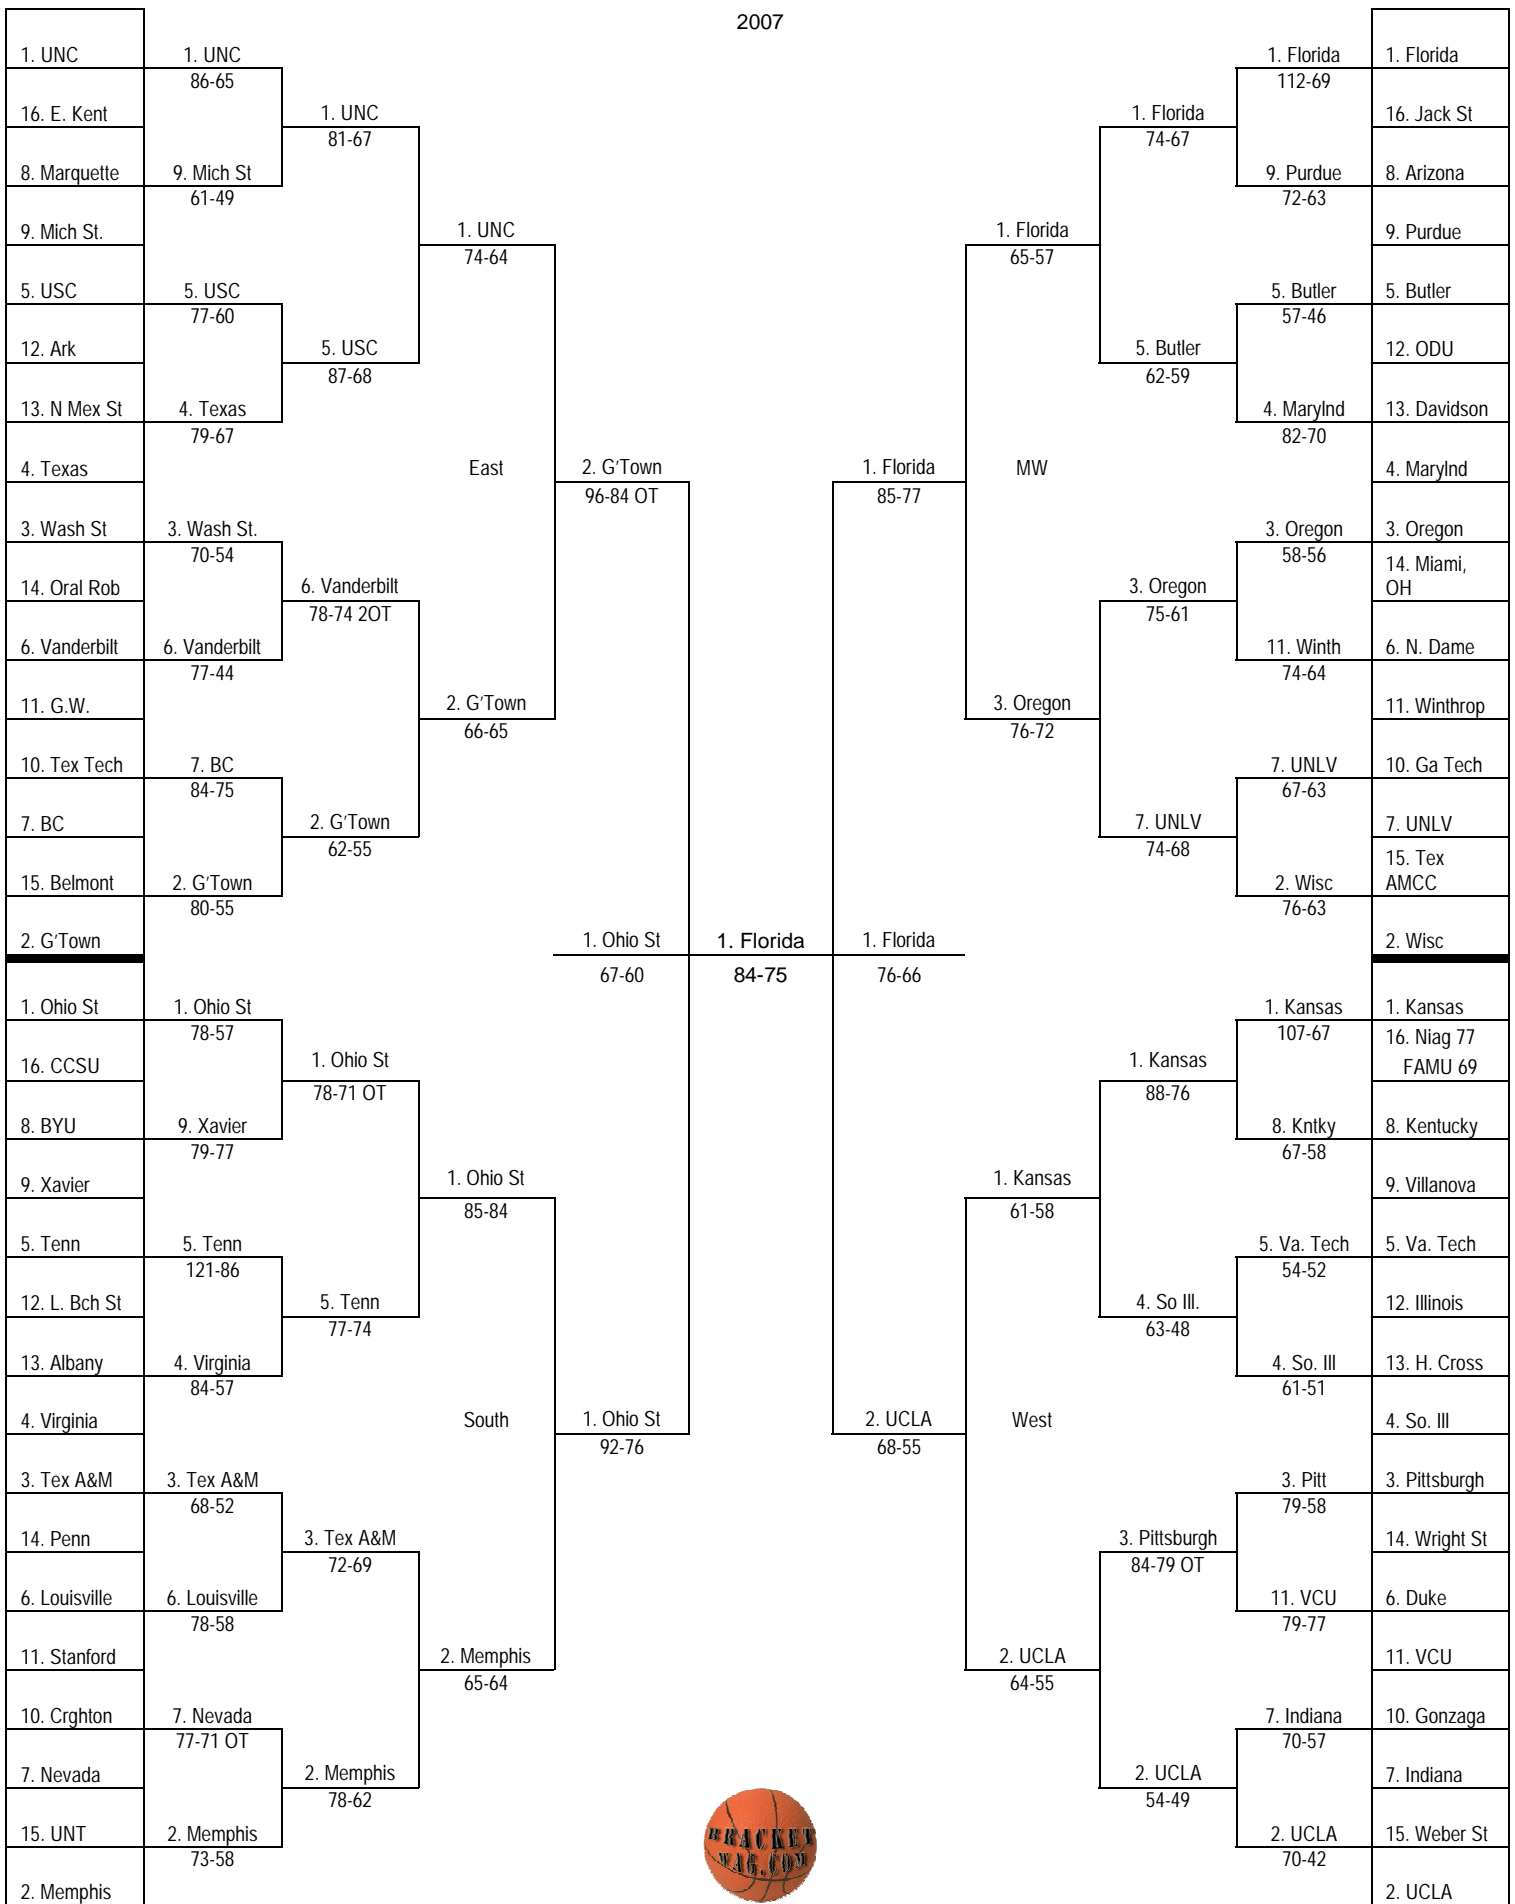 2007
1. UNC
16. E. Kent
8. Marquette
9. Mich St.
5. USC
12. Ark
13. N Mex St
4. Texas
3. Wash St
14. Oral Rob
6. Vanderbilt
11. G.W.
10. Tex Tech
7. BC
15. Belmont
2. G'Town
1. Ohio St
16. CCSU
8. BYU
9. Xavier
5. Tenn
12. L. Bch St
13. Albany
4. Virginia
3. Tex A&M
14. Penn
6. Louisville
11. Stanford
10. Crghton
7. Nevada
15. UNT
2. Memphis
1. UNC
86-65
9. Mich St
61-49
5. USC
77-60
4. Texas
79-67
3. Wash St.
70-54
6. Vanderbilt
77-44
7. BC
84-75
2. G'Town
80-55
1. Ohio St
78-57
9. Xavier
79-77
5. Tenn
121-86
4. Virginia
84-57
3. Tex A&M
68-52
6. Louisville
78-58
7. Nevada
77-71 OT
2. Memphis
73-58
1. UNC
81-67
5. USC
87-68
6. Vanderbilt
78-74 2OT
2. G'Town
62-55
1. Ohio St
78-71 OT
5. Tenn
77-74
3. Tex A&M
72-69
2. Memphis
78-62
1. UNC
74-64
East
2. G'Town
66-65
1. Ohio St
85-84
South
2. Memphis
65-64
2. G'Town
96-84 OT
1. Ohio St
67-60
1. Ohio St
92-76
1. Florida
84-75
1. Florida
85-77
1. Florida
76-66
2. UCLA
68-55
1. Florida
65-57
MW
3. Oregon
76-72
1. Kansas
61-58
West
2. UCLA
64-55
1. Florida
74-67
5. Butler
62-59
3. Oregon
75-61
7. UNLV
74-68
1. Kansas
88-76
4. So Ill.
63-48
3. Pittsburgh
84-79 OT
2. UCLA
54-49
1. Florida
112-69
9. Purdue
72-63
5. Butler
57-46
4. Marylnd
82-70
3. Oregon
58-56
11. Winth
74-64
7. UNLV
67-63
2. Wisc
76-63
1. Kansas
107-67
8. Kntky
67-58
5. Va. Tech
54-52
4. So. Ill
61-51
3. Pitt
79-58
11. VCU
79-77
7. Indiana
70-57
2. UCLA
70-42
1. Florida
16. Jack St
8. Arizona
9. Purdue
5. Butler
12. ODU
13. Davidson
4. Marylnd
3. Oregon
14. Miami,
OH
6. N. Dame
11. Winthrop
10. Ga Tech
7. UNLV
15. Tex
AMCC
2. Wisc
1. Kansas
16. Niag 77
FAMU 69
8. Kentucky
9. Villanova
5. Va. Tech
12. Illinois
13. H. Cross
4. So. Ill
3. Pittsburgh
14. Wright St
6. Duke
11. VCU
10. Gonzaga
7. Indiana
15. Weber St
2. UCLA
BRACKET
WAG.COM